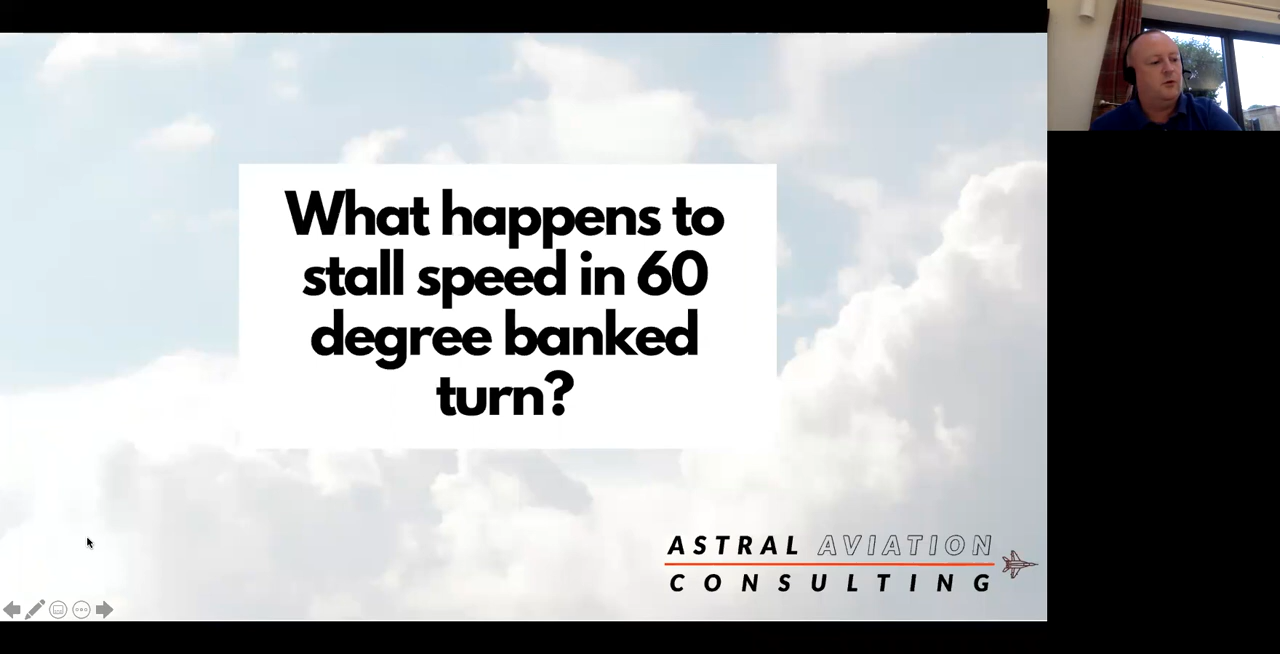 What happens to
stall speed in 60
degree banked
turn?
ASTRAL AVIATION
CONSULTING